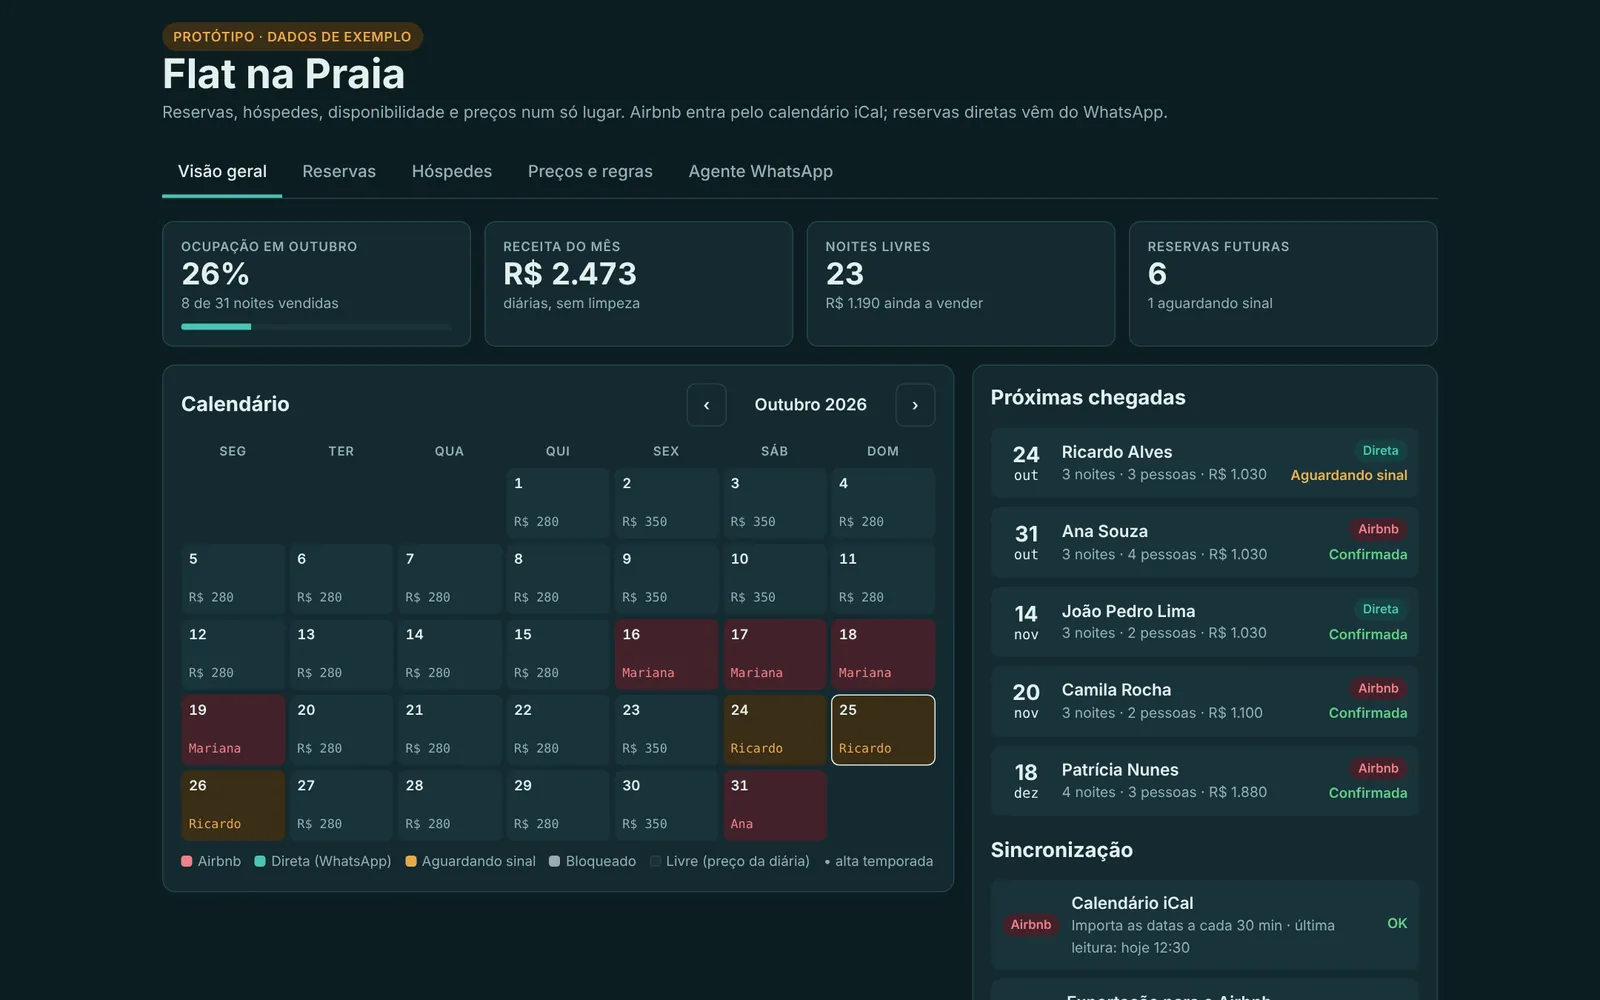 PROTÓTIPO · DADOS DE EXEMPLO
Flat na Praia
Reservas, hóspedes, disponibilidade e preços num só lugar. Airbnb entra pelo calendário iCal; reservas diretas vêm do WhatsApp.
Visão geral Reservas Hóspedes Preços e regras Agente WhatsApp
OCUPAÇÃO EM OUTUBRO
26%
8 de 31 noites vendidas
RECEITA DO MÊS
R$ 2.473
diárias, sem limpeza
NOITES LIVRES
23
R$ 1.190 ainda a vender
RESERVAS FUTURAS
6
1 aguardando sinal
Calendário
‹ Outubro 2026 ›
SEG TER QUA QUI SEX SÁB DOM
1 2 3 4
R$ 280 R$ 350 R$ 350 R$ 280
5 6 7 8 9 10 11
R$ 280 R$ 280 R$ 280 R$ 280 R$ 350 R$ 350 R$ 280
12 13 14 15 16 17 18
R$ 280 R$ 280 R$ 280 R$ 280 Mariana Mariana Mariana
19 20 21 22 23 24 25
Mariana R$ 280 R$ 280 R$ 280 R$ 350 Ricardo Ricardo
26 27 28 29 30 31
Ricardo R$ 280 R$ 280 R$ 280 R$ 350 Ana
Airbnb Direta (WhatsApp) Aguardando sinal Bloqueado Livre (preço da diária) • alta temporada
Próximas chegadas
24 Ricardo Alves Direta
out 3 noites · 3 pessoas · R$ 1.030 Aguardando sinal
31 Ana Souza Airbnb
out 3 noites · 4 pessoas · R$ 1.030 Confirmada
14 João Pedro Lima Direta
nov 3 noites · 2 pessoas · R$ 1.030 Confirmada
20 Camila Rocha Airbnb
nov 3 noites · 2 pessoas · R$ 1.100 Confirmada
18 Patrícia Nunes Airbnb
dez 4 noites · 3 pessoas · R$ 1.880 Confirmada
Sincronização
Calendário iCal
Airbnb Importa as datas a cada 30 min · última OK
leitura: hoje 12:30